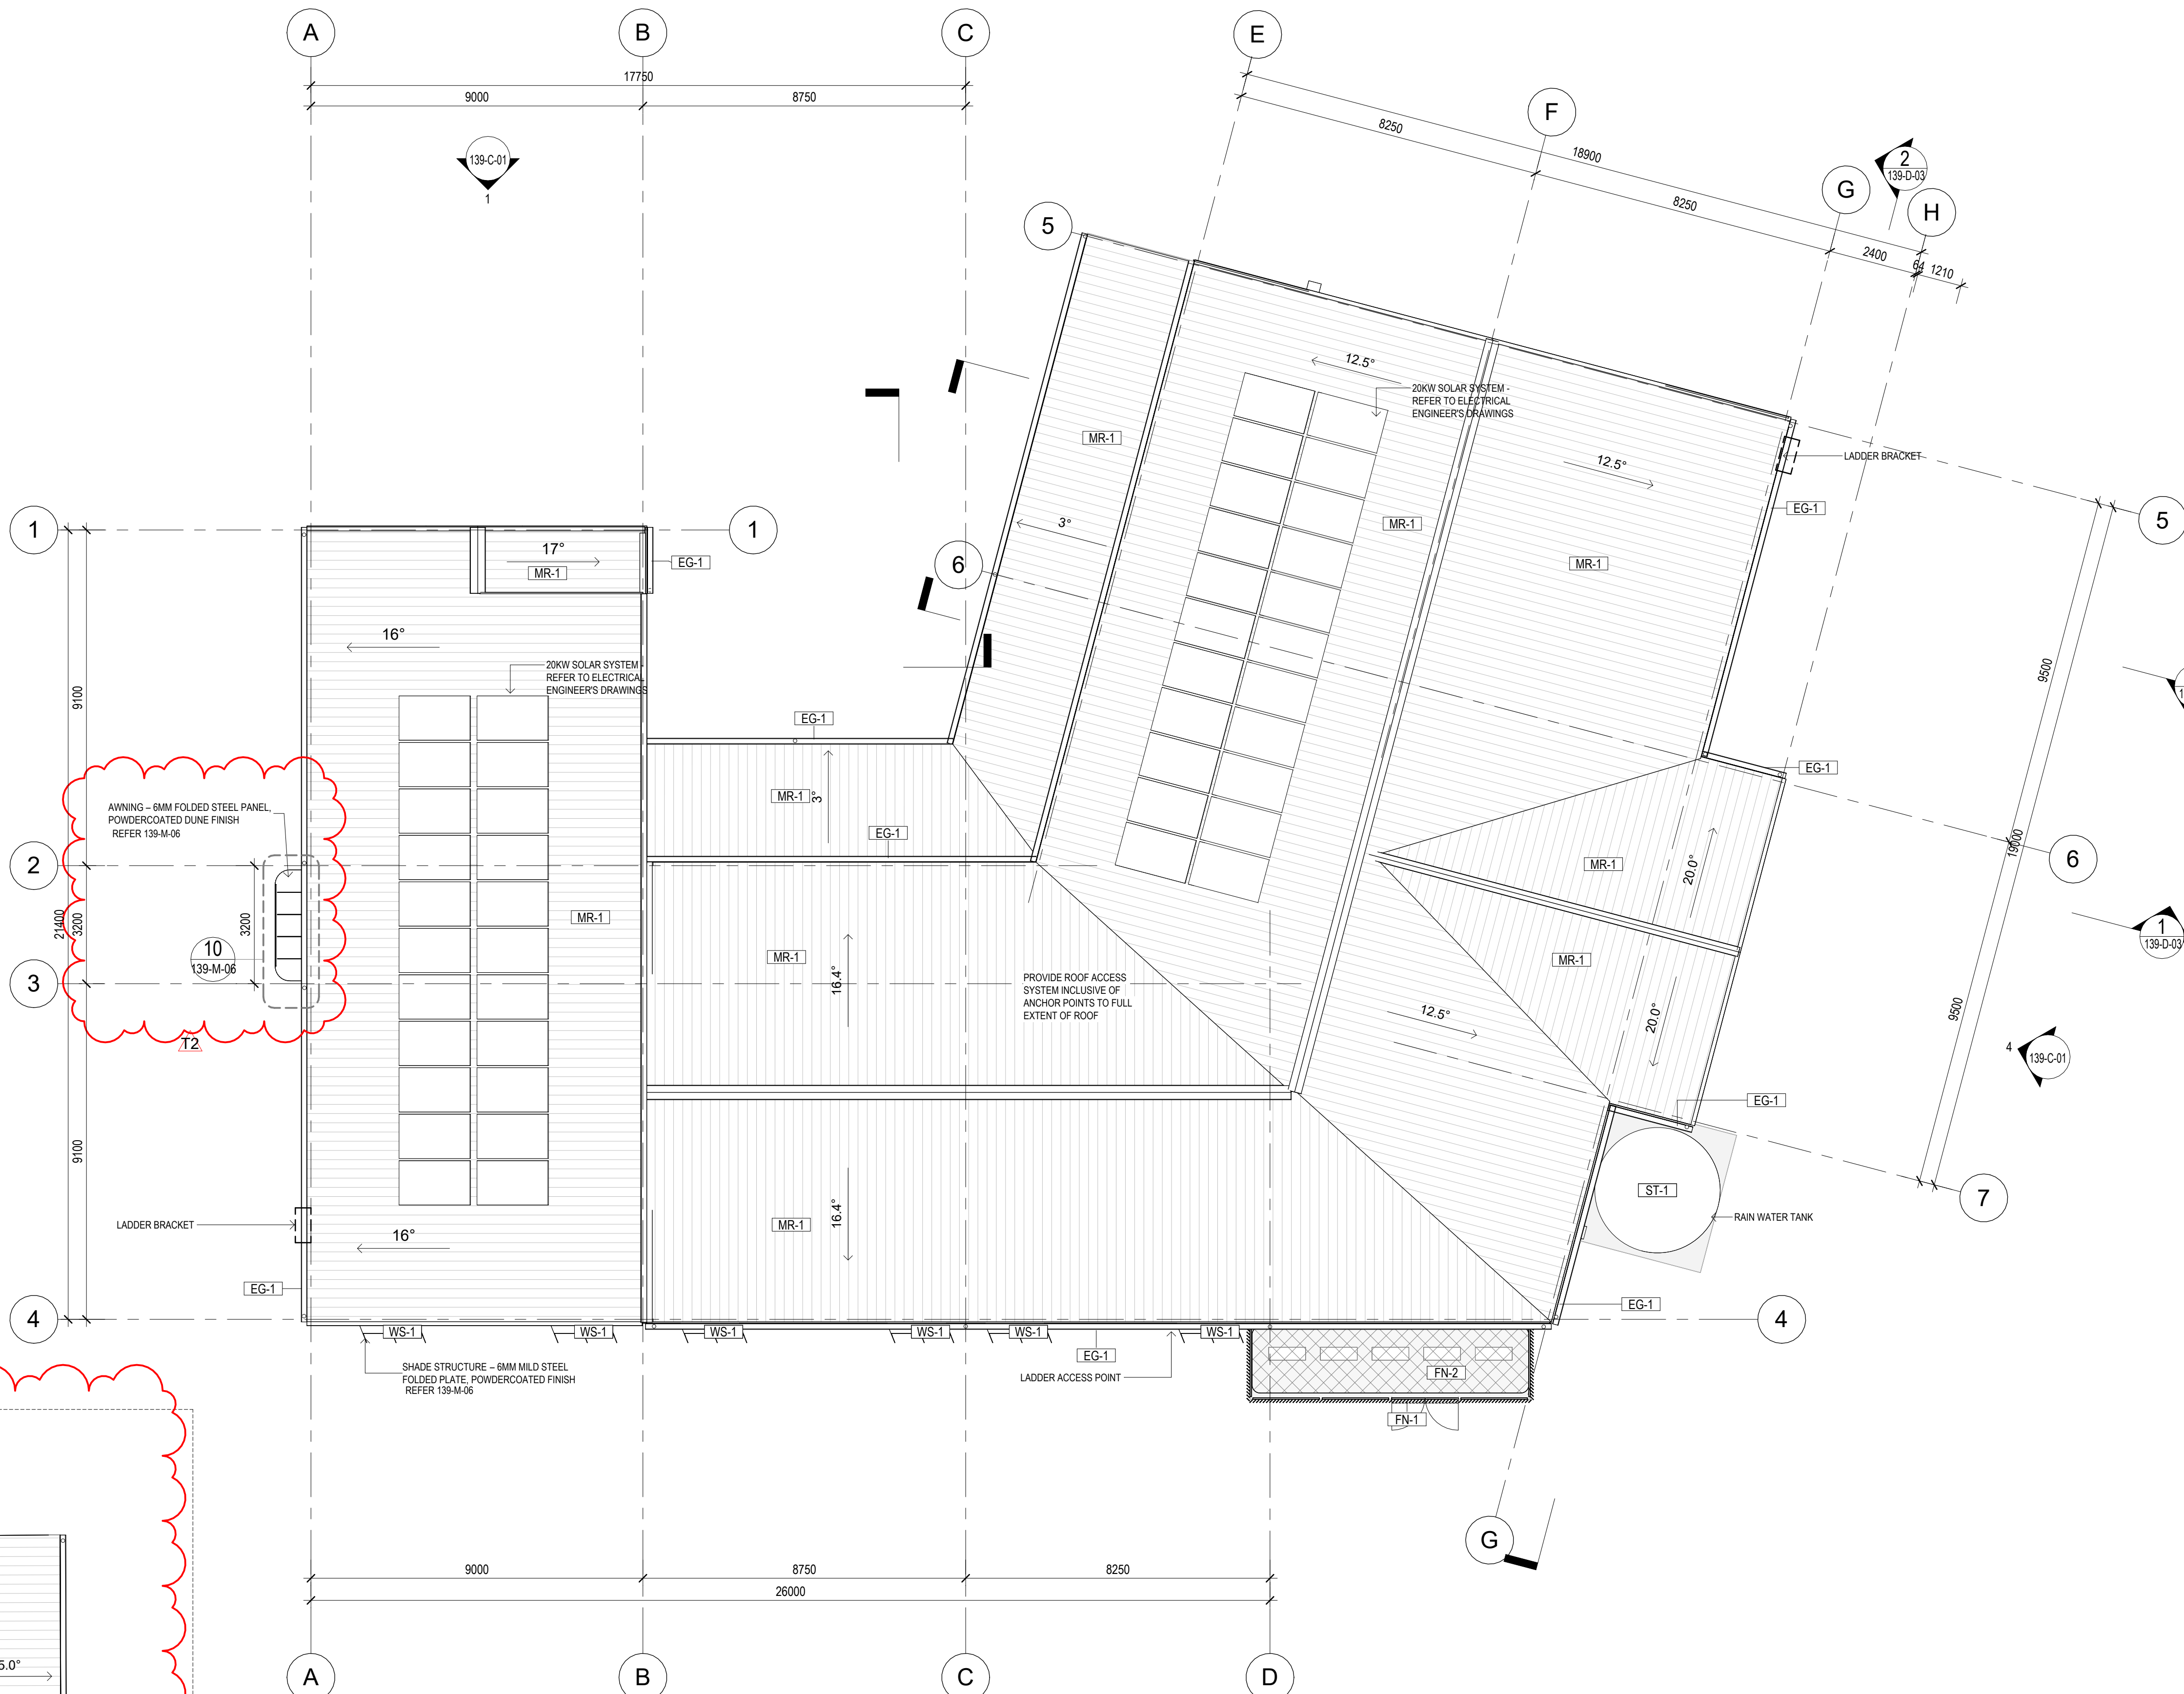 A
B
C
E
F
G
H
17750
9000
8750
8250
18900
8250
2400
64
1210
139-C-01
1
2
139-D-03
5
5
12.5°
20KW SOLAR SYSTEM -
REFER TO ELECTRICAL
ENGINEER'S DRAWINGS
MR-1
12.5°
LADDER BRACKET
EG-1
1
1
17°
MR-1
EG-1
3°
MR-1
MR-1
6
16°
20KW SOLAR SYSTEM -
REFER TO ELECTRICAL
ENGINEER'S DRAWINGS
9100
9500
19000
EG-1
EG-1
AWNING – 6MM FOLDED STEEL PANEL,
POWDERCOATED DUNE FINISH
REFER 139-M-06
MR-1
3°
EG-1
2
6
MR-1
20.0°
21400
3200
3200
MR-1
10
139-M-06
3
MR-1
16.4°
PROVIDE ROOF ACCESS
SYSTEM INCLUSIVE OF
ANCHOR POINTS TO FULL
EXTENT OF ROOF
MR-1
1
139-D-03
12.5°
20.0°
9500
T2
4
139-C-01
9100
EG-1
ST-1
7
LADDER BRACKET
16°
MR-1
16.4°
RAIN WATER TANK
EG-1
EG-1
4
4
WS-1
WS-1
WS-1
WS-1
WS-1
WS-1
EG-1
SHADE STRUCTURE – 6MM MILD STEEL
FOLDED PLATE, POWDERCOATED FINISH
REFER 139-M-06
LADDER ACCESS POINT
FN-2
FN-1
G
9000
8750
8250
26000
5.0°
A
B
C
D